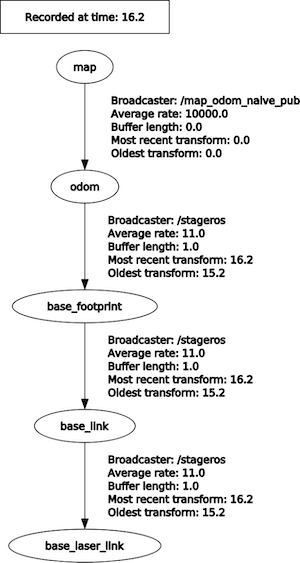 Recorded at time: 16.2
map
Broadcaster: /map_odom_naive_pub
Average rate: 10000.0
Buffer length: 0.0
Most recent transform: 0.0
Oldest transform: 0.0
odom
Broadcaster: /stageros
Average rate: 11.0
Buffer length: 1.0
Most recent transform: 16.2
Oldest transform: 15.2
base_footprint
Broadcaster: /stageros
Average rate: 11.0
Buffer length: 1.0
Most recent transform: 16.2
Oldest transform: 15.2
base_link
Broadcaster: /stageros
Average rate: 11.0
Buffer length: 1.0
Most recent transform: 16.2
Oldest transform: 15.2
base_laser_link